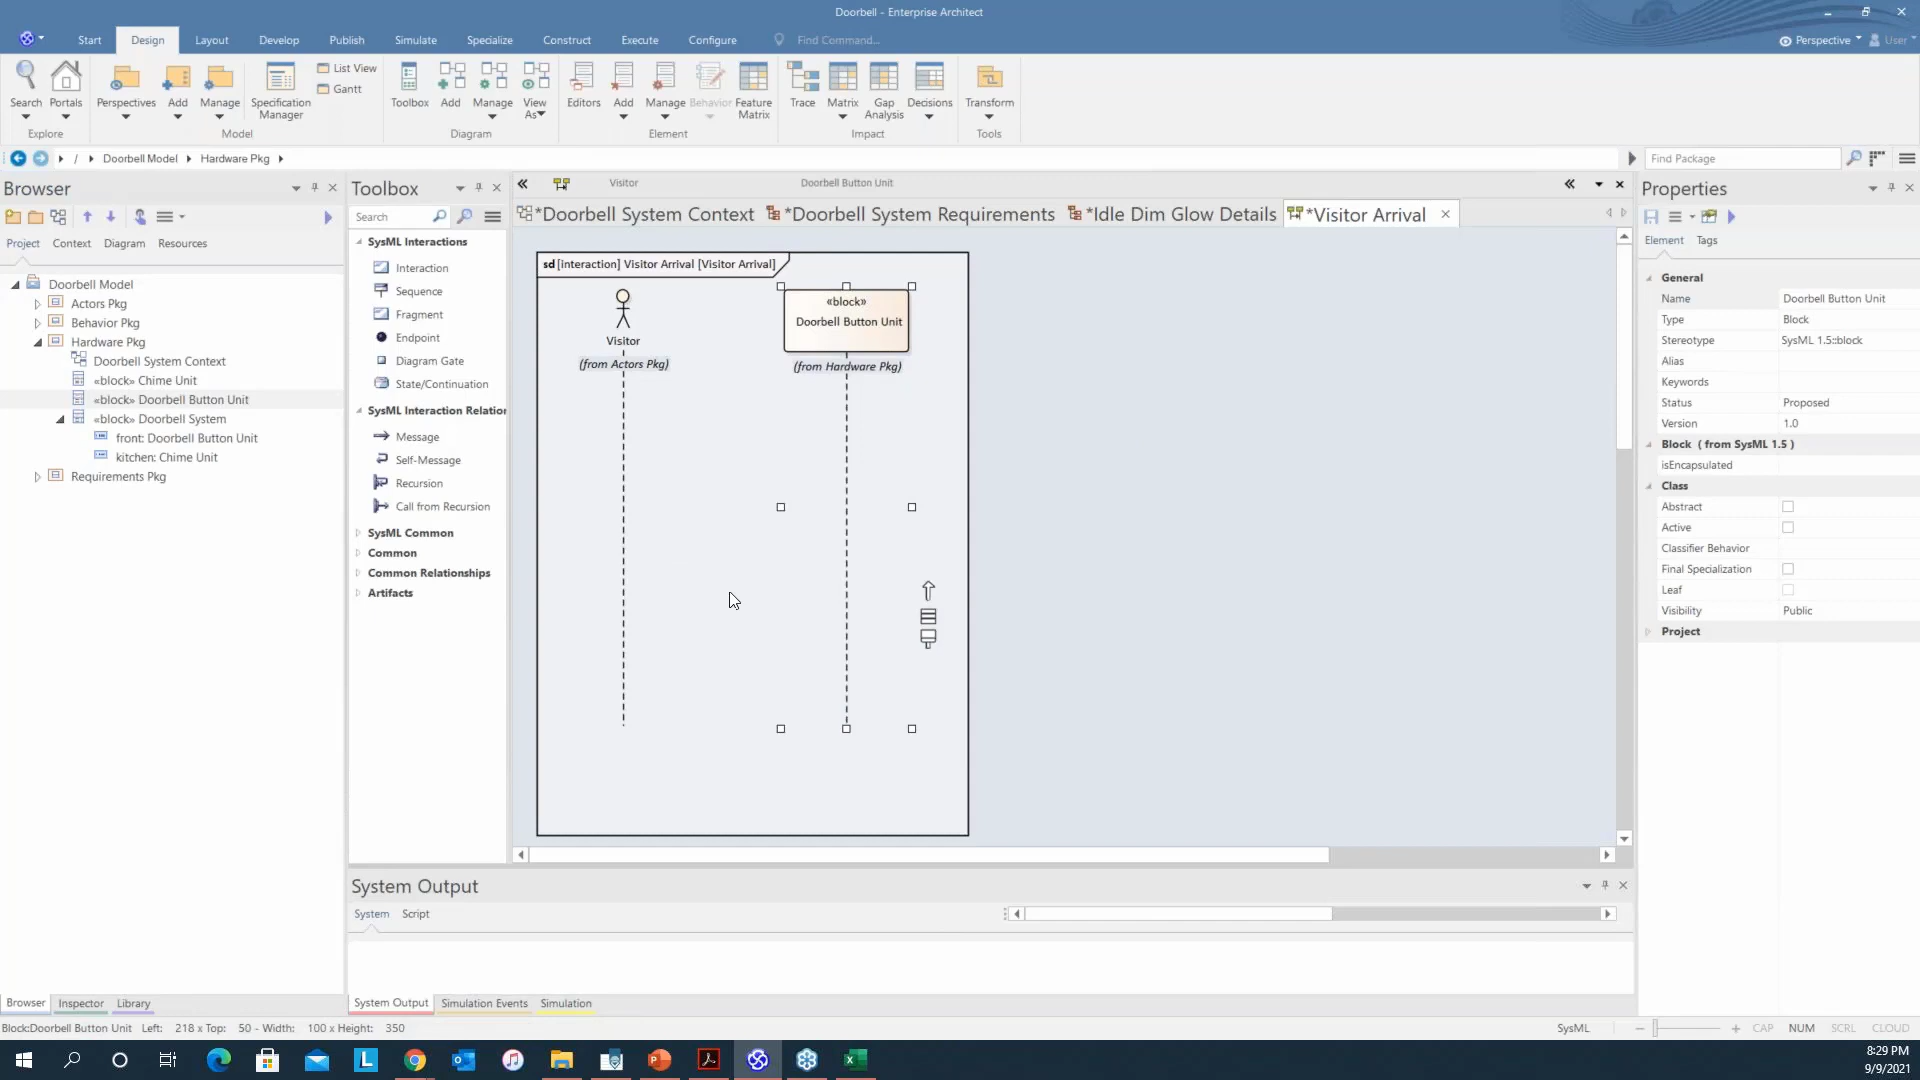 Doorbell - Enterprise Architect
Start Design Layout Develop Publish Simulate Specialize Construct Execute Configure Find Command... Perspective User
List View
Gantt
Search Portals Perspectives Add Manage Specification Manager Toolbox Add Manage View As Editors Add Manage Behavior Feature Matrix Trace Matrix Gap Analysis Decisions Transform
Explore Model Diagram Element Impact Tools
/ Doorbell Model Hardware Pkg Find Package
Browser
Project Context Diagram Resources
Doorbell Model
Actors Pkg
Behavior Pkg
Hardware Pkg
Doorbell System Context
«block» Chime Unit
«block» Doorbell Button Unit
«block» Doorbell System
front: Doorbell Button Unit
kitchen: Chime Unit
Requirements Pkg
Toolbox
Search
SysML Interactions
Interaction
Sequence
Fragment
Endpoint
Diagram Gate
State/Continuation
SysML Interaction Relation
Message
Self-Message
Recursion
Call from Recursion
SysML Common
Common
Common Relationships
Artifacts
Visitor Doorbell Button Unit
*Doorbell System Context *Doorbell System Requirements *Idle Dim Glow Details *Visitor Arrival
sd [interaction] Visitor Arrival [Visitor Arrival]
Visitor
(from Actors Pkg)
«block»
Doorbell Button Unit
(from Hardware Pkg)
Properties
Element Tags
General
Name Doorbell Button Unit
Type Block
Stereotype SysML 1.5::block
Alias
Keywords
Status Proposed
Version 1.0
Block ( from SysML 1.5 )
isEncapsulated
Class
Abstract
Active
Classifier Behavior
Final Specialization
Leaf
Visibility Public
Project
System Output
System Script
Browser Inspector Library System Output Simulation Events Simulation
Block:Doorbell Button Unit Left: 218 x Top: 50 - Width: 100 x Height: 350 SysML CAP NUM SCRL CLOUD
8:29 PM
9/9/2021